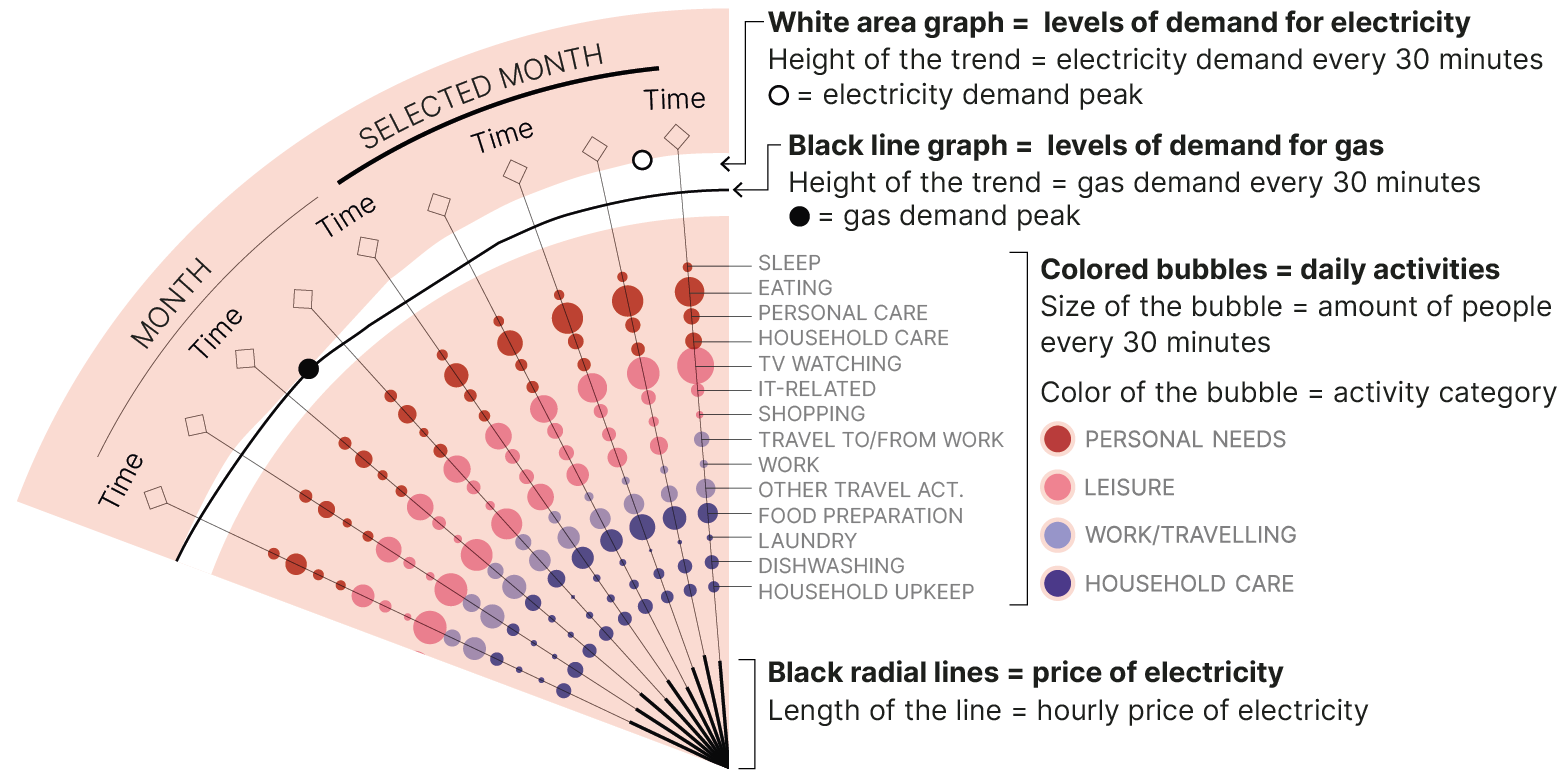 White area graph = levels of demand for electricity
Height of the trend = electricity demand every 30 minutes
= electricity demand peak
Black line graph = levels of demand for gas
Height of the trend = gas demand every 30 minutes
= gas demand peak
SELECTED MONTH
MONTH
Time
Time
Time
Time
Time
SLEEP
EATING
PERSONAL CARE
HOUSEHOLD CARE
TV WATCHING
IT-RELATED
SHOPPING
TRAVEL TO/FROM WORK
WORK
OTHER TRAVEL ACT.
FOOD PREPARATION
LAUNDRY
DISHWASHING
HOUSEHOLD UPKEEP
Colored bubbles = daily activities
Size of the bubble = amount of people
every 30 minutes
Color of the bubble = activity category
PERSONAL NEEDS
LEISURE
WORK/TRAVELLING
HOUSEHOLD CARE
Black radial lines = price of electricity
Length of the line = hourly price of electricity